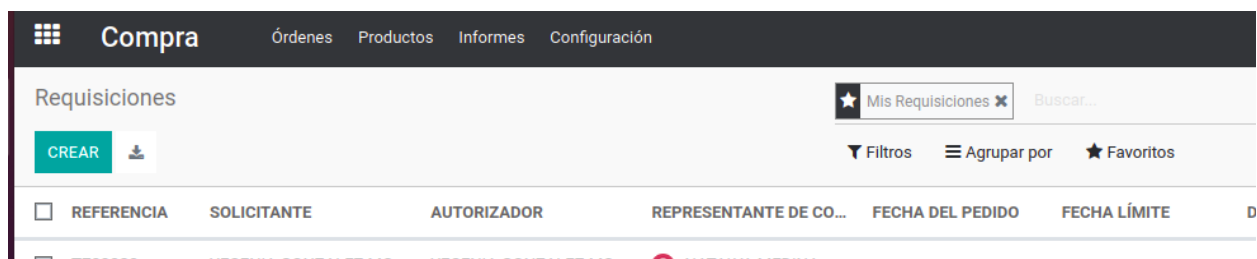 Compra Órdenes Productos Informes Configuración
Requisiciones Mis Requisiciones Buscar...
CREAR Filtros Agrupar por Favoritos
REFERENCIA SOLICITANTE AUTORIZADOR REPRESENTANTE DE CO... FECHA DEL PEDIDO FECHA LÍMITE D